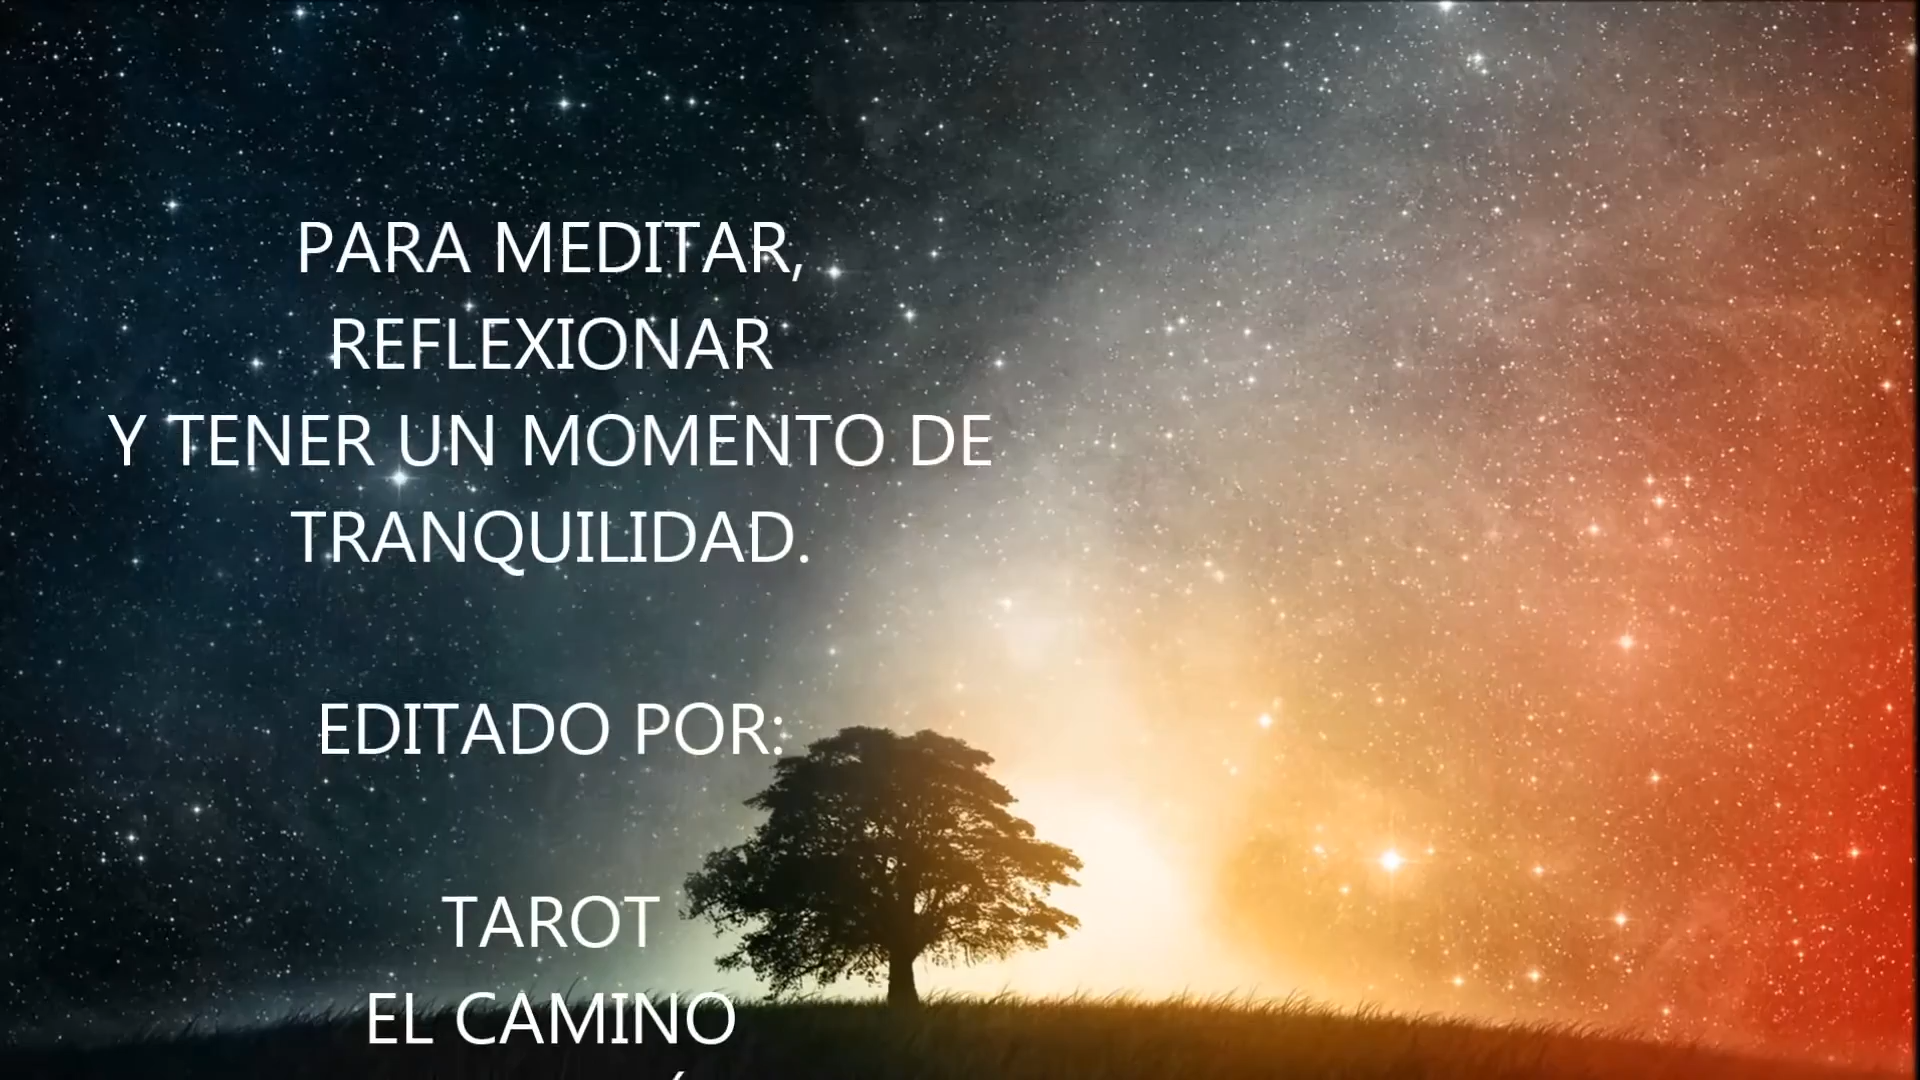 PARA MEDITAR,
REFLEXIONAR
Y TENER UN MOMENTO DE
TRANQUILIDAD.
EDITADO POR:
TAROT
EL CAMINO